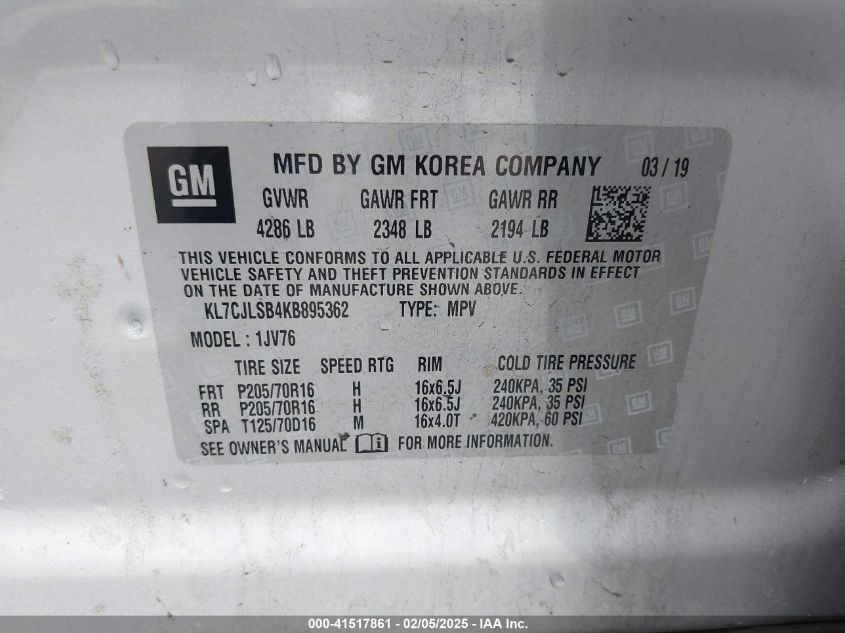 GM
MFD BY GM KOREA COMPANY 03 / 19
GVWR GAWR FRT GAWR RR
4286 LB 2348 LB 2194 LB
THIS VEHICLE CONFORMS TO ALL APPLICABLE U.S. FEDERAL MOTOR
VEHICLE SAFETY AND THEFT PREVENTION STANDARDS IN EFFECT
ON THE DATE OF MANUFACTURE SHOWN ABOVE.
KL7CJLSB4KB895362 TYPE: MPV
MODEL : 1JV76
TIRE SIZE SPEED RTG RIM COLD TIRE PRESSURE
FRT P205/70R16 H 16x6.5J 240KPA, 35 PSI
RR P205/70R16 H 16x6.5J 240KPA, 35 PSI
SPA T125/70D16 M 16x4.0T 420KPA, 60 PSI
SEE OWNER'S MANUAL FOR MORE INFORMATION.
000-41517861 - 02/05/2025 - IAA Inc.